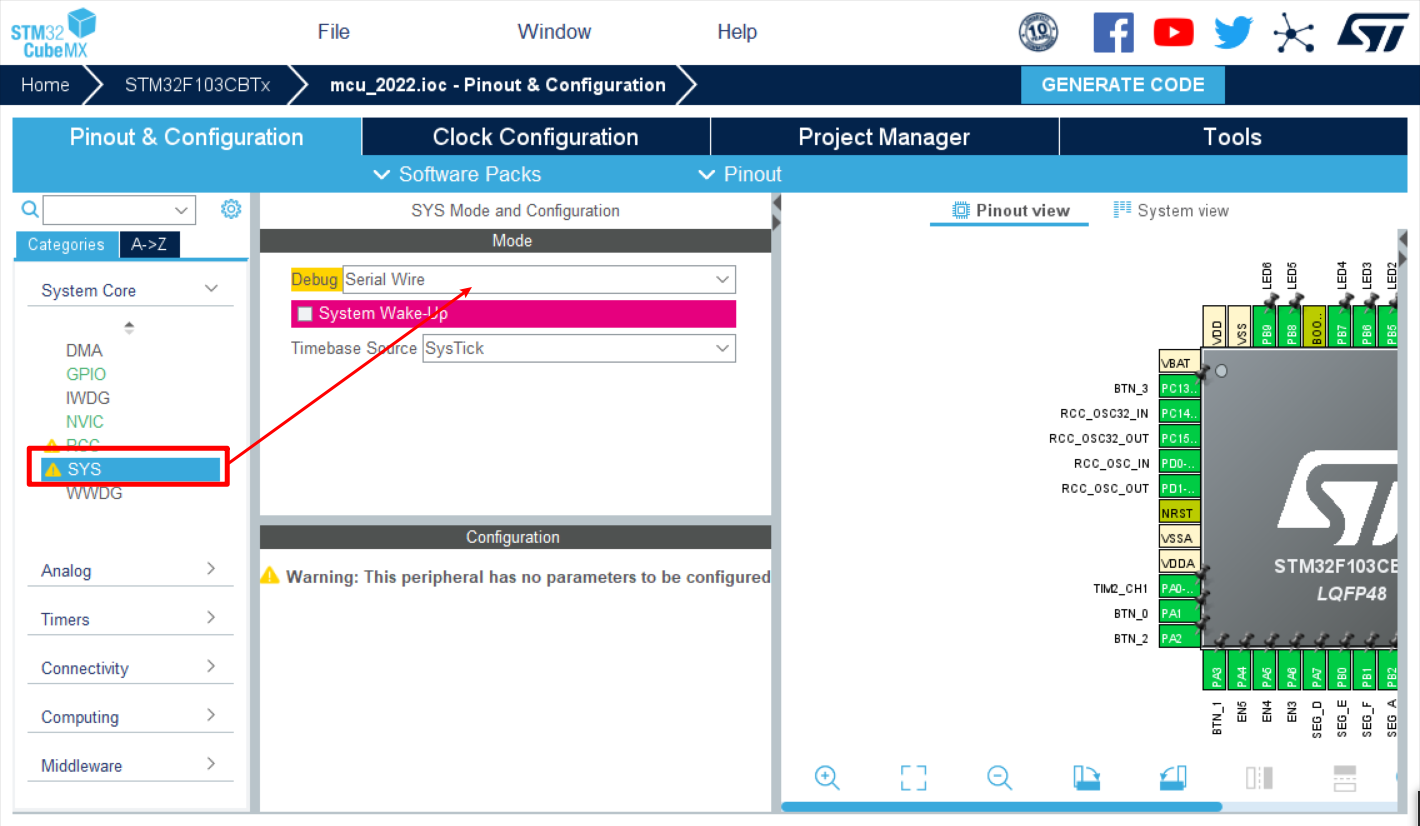 STM32
CubeMX
File
Window
Help
10
Home
STM32F103CBTx
mcu_2022.ioc - Pinout & Configuration
GENERATE CODE
Pinout & Configuration
Clock Configuration
Project Manager
Tools
Software Packs
Pinout
Categories
A->Z
System Core
DMA
GPIO
IWDG
NVIC
RCC
SYS
WWDG
Analog
Timers
Connectivity
Computing
Middleware
SYS Mode and Configuration
Mode
Debug Serial Wire
System Wake-Up
Timebase Source SysTick
Configuration
Warning: This peripheral has no parameters to be configured
Pinout view
System view
LED6
LED5
LED4
LED3
LED2
VDD
VSS
PB9
PB8
BOO..
PB7
PB6
PB5
VBAT
BTN_3 PC13..
RCC_OSC32_IN PC14..
RCC_OSC32_OUT PC15..
RCC_OSC_IN PD0-..
RCC_OSC_OUT PD1-..
NRST
VSSA
VDDA
TIM2_CH1 PA0-..
BTN_0 PA1
BTN_2 PA2
STM32F103CB
LQFP48
PA3
PA4
PA5
PA6
PA7
PB0
PB1
PB2
BTN_1
EN5
EN4
EN3
SEG_D
SEG_E
SEG_F
SEG_A